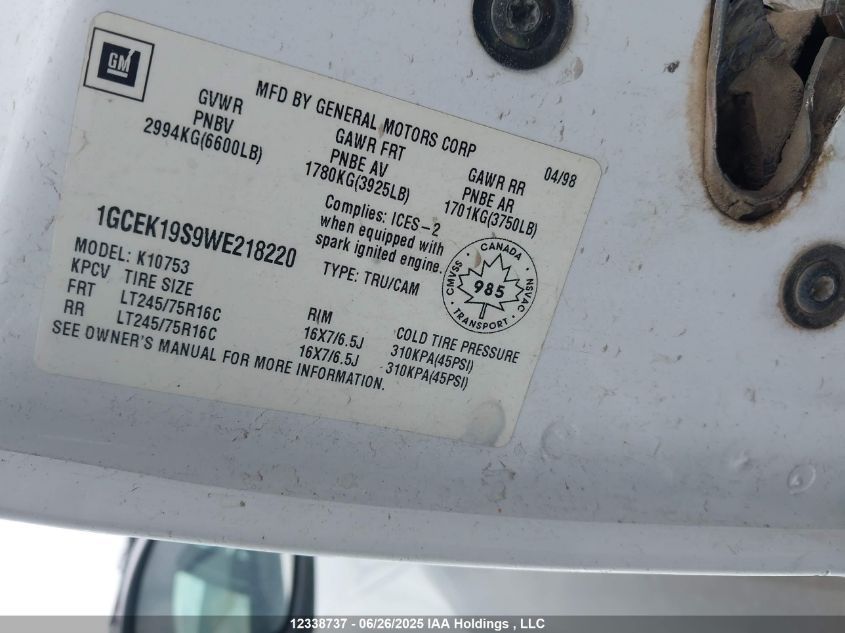 GM
MFD BY GENERAL MOTORS CORP 04/98
GVWR GAWR FRT GAWR RR
PNBV PNBE AV PNBE AR
2994KG(6600LB) 1780KG(3925LB) 1701KG(3750LB)
Complies: ICES-2
when equipped with
spark ignited engine.
1GCEK19S9WE218220
TYPE: TRU/CAM
MODEL: K10753
KPCV TIRE SIZE RIM COLD TIRE PRESSURE
FRT LT245/75R16C 16X7/6.5J 310KPA(45PSI)
RR LT245/75R16C 16X7/6.5J 310KPA(45PSI)
SEE OWNER'S MANUAL FOR MORE INFORMATION.
CANADA
CMVSS 985 NSVAC
TRANSPORT
12338737 - 06/26/2025 IAA Holdings , LLC